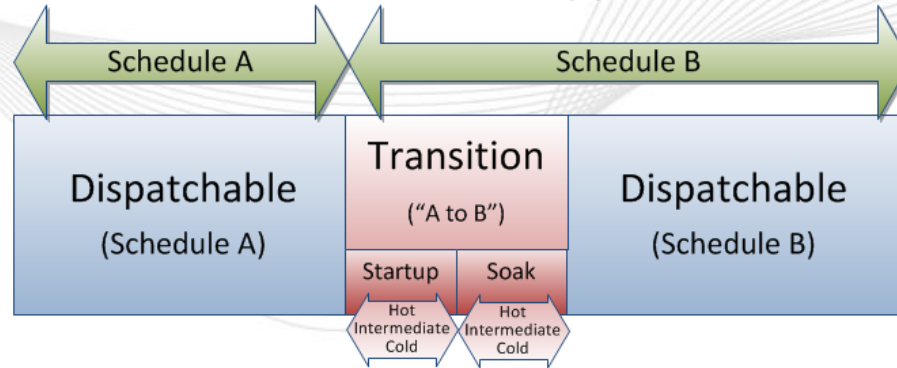 Schedule A
Schedule B
Dispatchable
(Schedule A)
Transition
(“A to B”)
Startup
Soak
Hot
Intermediate
Cold
Hot
Intermediate
Cold
Dispatchable
(Schedule B)